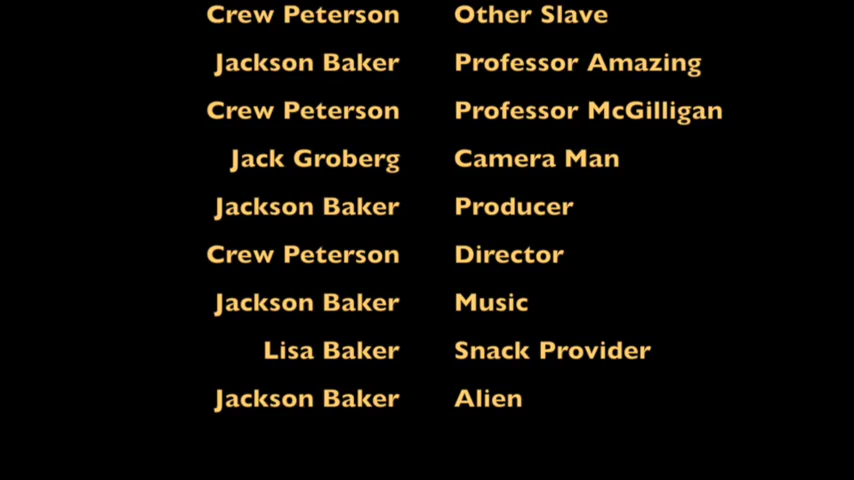 Crew Peterson Other Slave
Jackson Baker Professor Amazing
Crew Peterson Professor McGilligan
Jack Groberg Camera Man
Jackson Baker Producer
Crew Peterson Director
Jackson Baker Music
Lisa Baker Snack Provider
Jackson Baker Alien